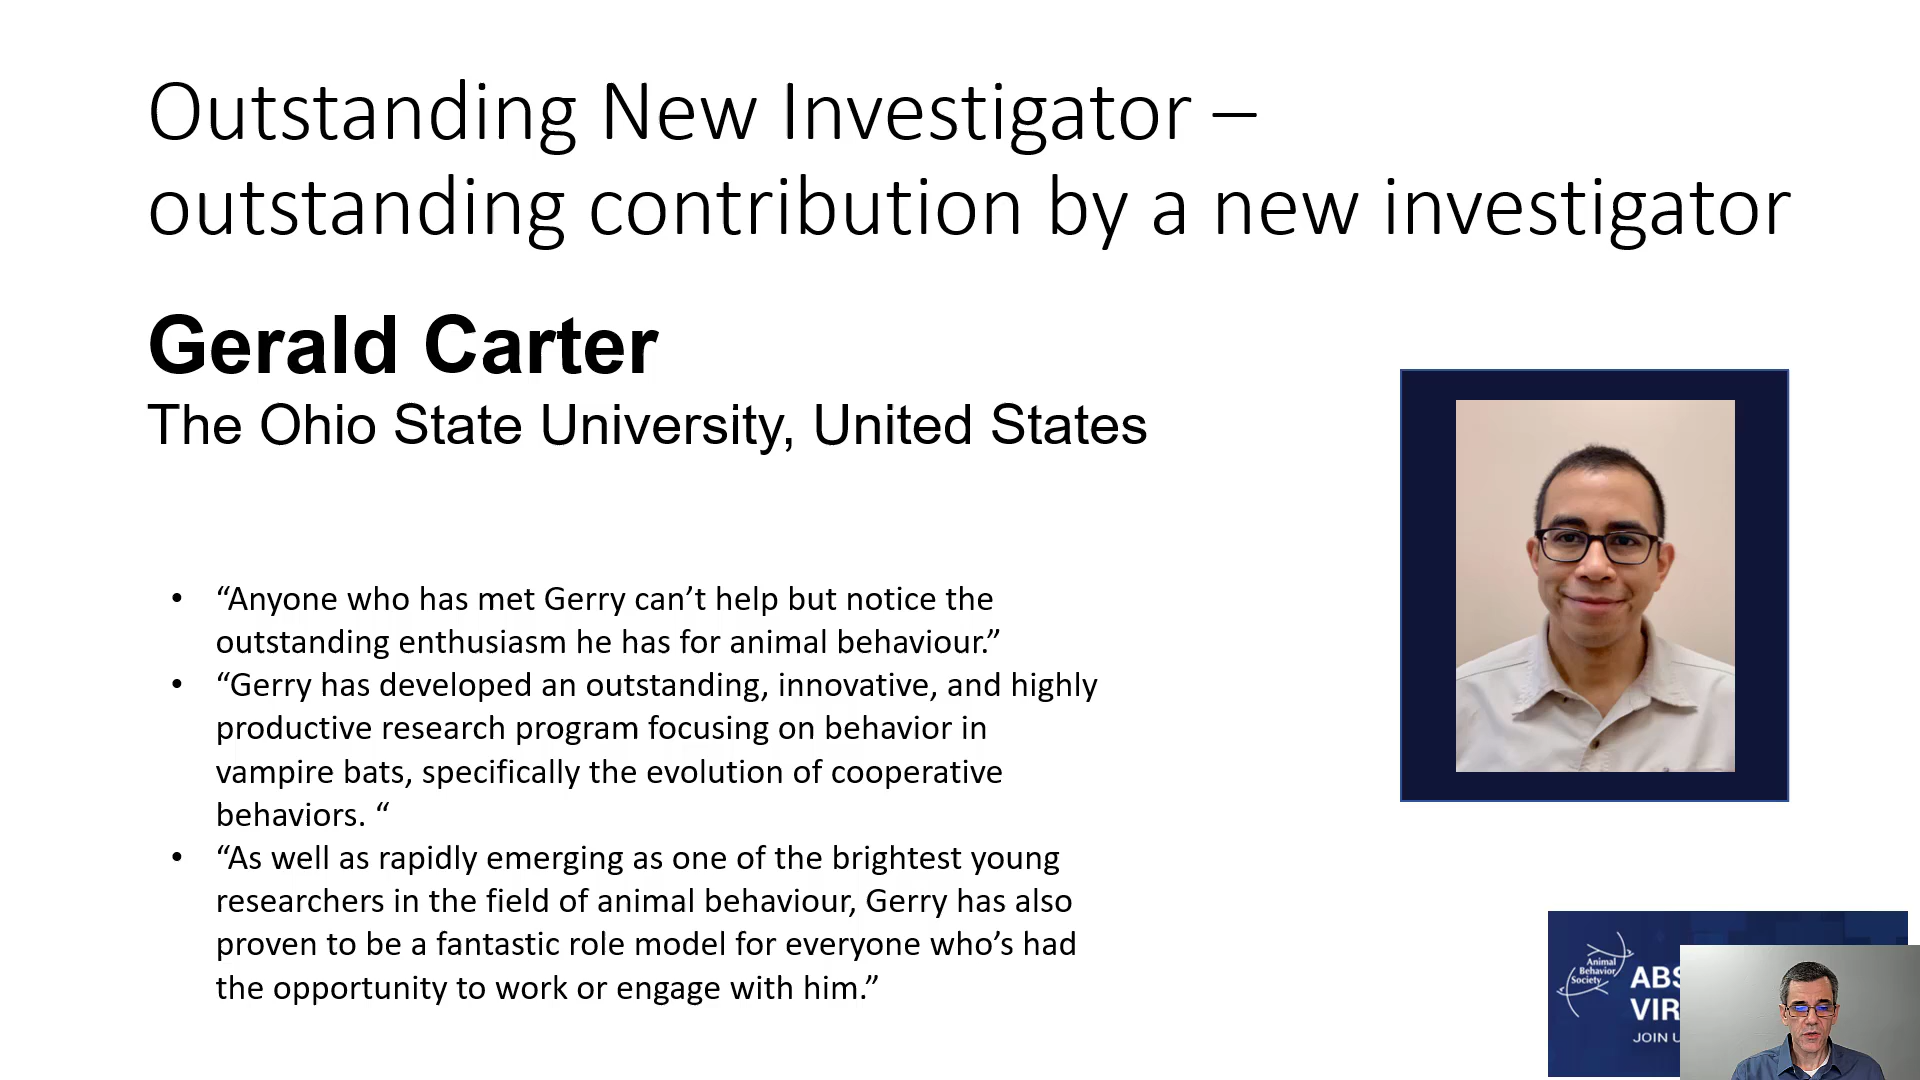 Outstanding New Investigator –
outstanding contribution by a new investigator
Gerald Carter
The Ohio State University, United States
• “Anyone who has met Gerry can’t help but notice the
outstanding enthusiasm he has for animal behaviour.”
• “Gerry has developed an outstanding, innovative, and highly
productive research program focusing on behavior in
vampire bats, specifically the evolution of cooperative
behaviors. “
• “As well as rapidly emerging as one of the brightest young
researchers in the field of animal behaviour, Gerry has also
proven to be a fantastic role model for everyone who’s had
the opportunity to work or engage with him.”
Animal
Behavior
Society
ABS
VIR
JOIN U